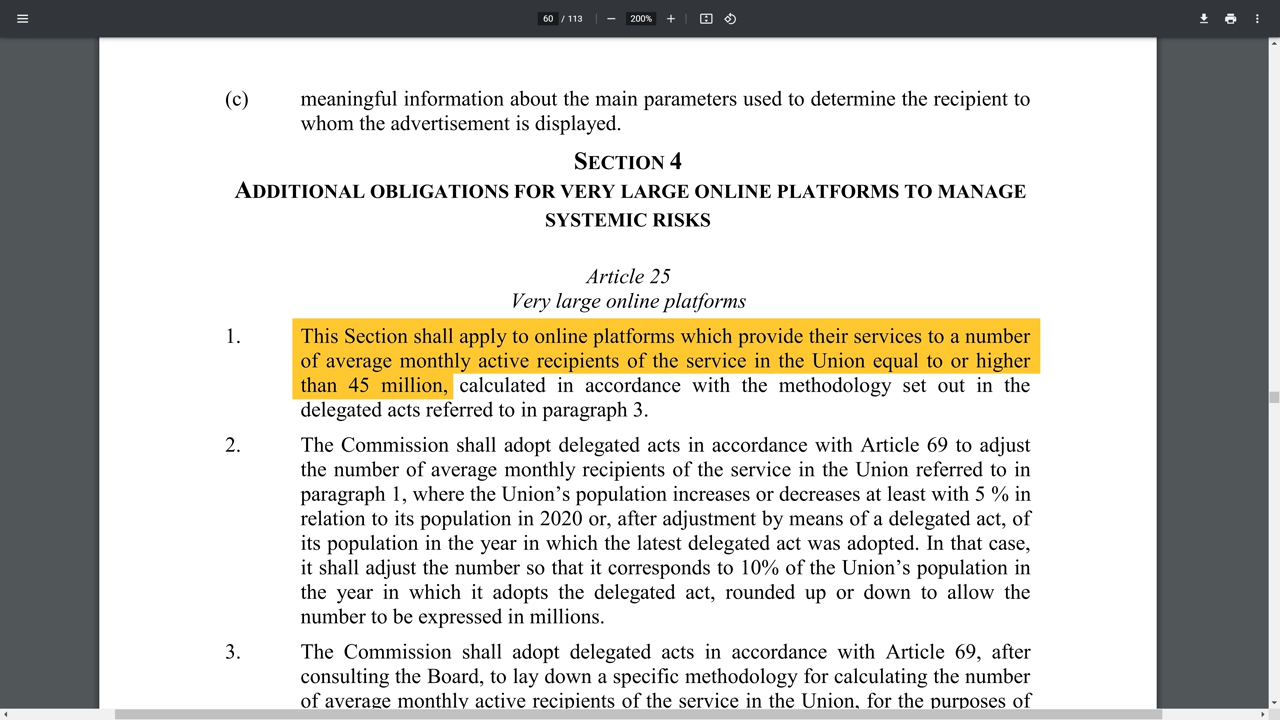 60 / 113
200%
(c) meaningful information about the main parameters used to determine the recipient to
whom the advertisement is displayed.
SECTION 4
ADDITIONAL OBLIGATIONS FOR VERY LARGE ONLINE PLATFORMS TO MANAGE
SYSTEMIC RISKS
Article 25
Very large online platforms
1. This Section shall apply to online platforms which provide their services to a number
of average monthly active recipients of the service in the Union equal to or higher
than 45 million, calculated in accordance with the methodology set out in the
delegated acts referred to in paragraph 3.
2. The Commission shall adopt delegated acts in accordance with Article 69 to adjust
the number of average monthly recipients of the service in the Union referred to in
paragraph 1, where the Union’s population increases or decreases at least with 5 % in
relation to its population in 2020 or, after adjustment by means of a delegated act, of
its population in the year in which the latest delegated act was adopted. In that case,
it shall adjust the number so that it corresponds to 10% of the Union’s population in
the year in which it adopts the delegated act, rounded up or down to allow the
number to be expressed in millions.
3. The Commission shall adopt delegated acts in accordance with Article 69, after
consulting the Board, to lay down a specific methodology for calculating the number
of average monthly active recipients of the service in the Union, for the purposes of